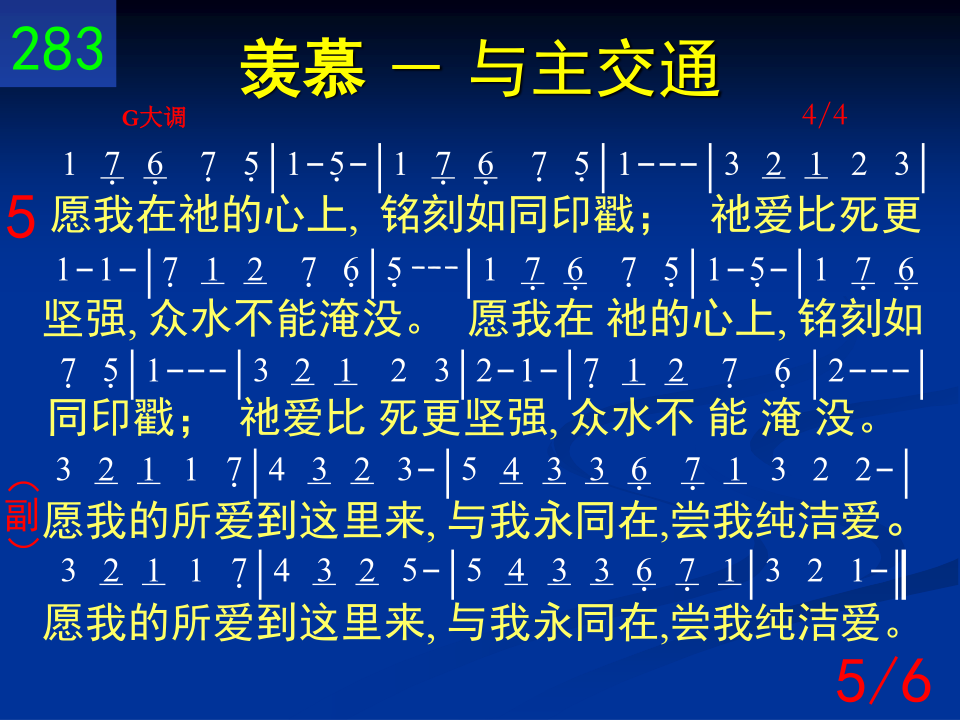 283
羡慕 － 与主交通
G大调 4/4
1 7̣ 6̣ 7̣ 5̣|1-5̣-|1 7̣ 6̣ 7̣ 5̣|1---|3 2 1 2 3|
5 愿我在祂的心上, 铭刻如同印戳； 祂爱比死更
1-1-|7̣ 1 2 7̣ 6̣|5̣---|1 7̣ 6̣ 7̣ 5̣|1-5̣-|1 7̣ 6̣
坚强, 众水不能淹没。 愿我在 祂的心上, 铭刻如
7̣ 5̣|1---|3 2 1 2 3|2-1-|7̣ 1 2 7̣ 6̣|2---|
同印戳； 祂爱比 死更坚强, 众水不 能 淹 没。
3 2 1 1 7̣|4 3 2 3-|5 4 3 3 6̣ 7̣ 1 3 2 2-|
（副） 愿我的所爱到这里来, 与我永同在,尝我纯洁爱。
3 2 1 1 7̣|4 3 2 5-|5 4 3 3 6̣ 7̣ 1|3 2 1-‖
愿我的所爱到这里来, 与我永同在,尝我纯洁爱。
5/6